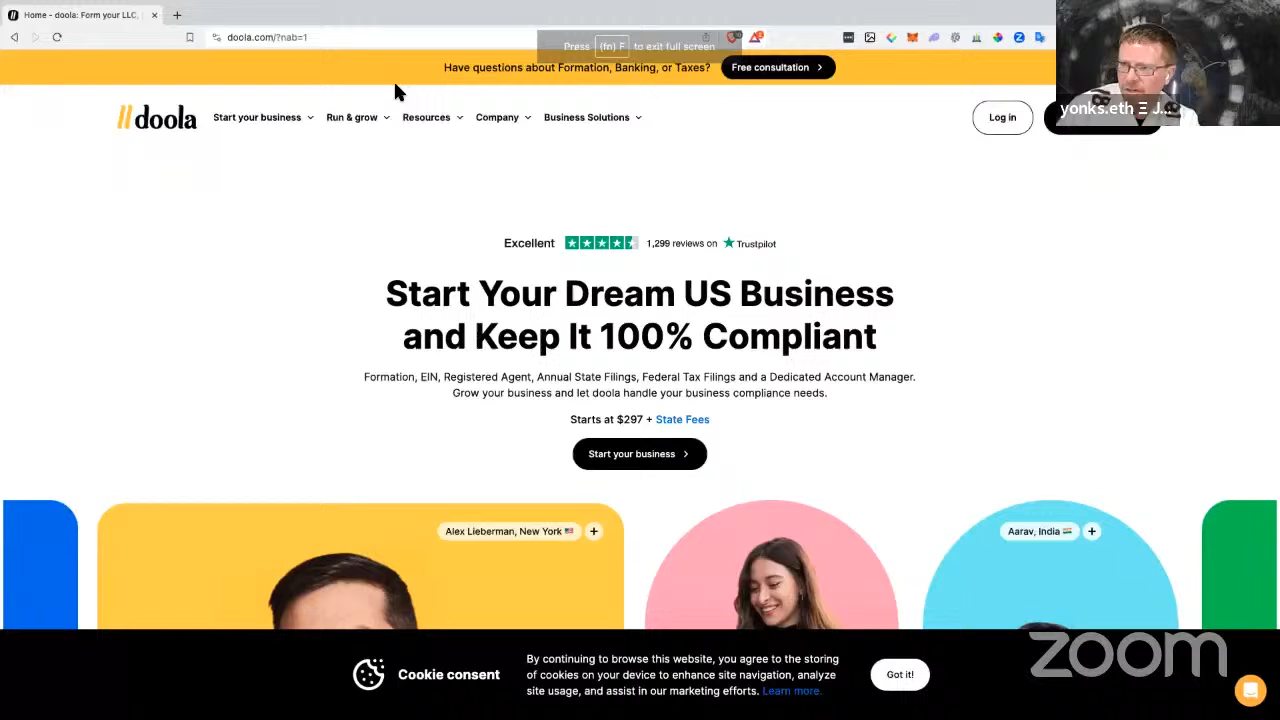 Home - doola: Form your LLC,
doola.com/?nab=1
Press (fn) F to exit full screen
Have questions about Formation, Banking, or Taxes?
Free consultation
yonks.eth Ξ J...
doola
Start your business
Run & grow
Resources
Company
Business Solutions
Log in
Excellent
1,299 reviews on
Trustpilot
Start Your Dream US Business
and Keep It 100% Compliant
Formation, EIN, Registered Agent, Annual State Filings, Federal Tax Filings and a Dedicated Account Manager.
Grow your business and let doola handle your business compliance needs.
Starts at $297 + State Fees
Start your business
Alex Lieberman, New York
Aarav, India
Cookie consent
By continuing to browse this website, you agree to the storing
of cookies on your device to enhance site navigation, analyze
site usage, and assist in our marketing efforts. Learn more.
Got it!
zoom